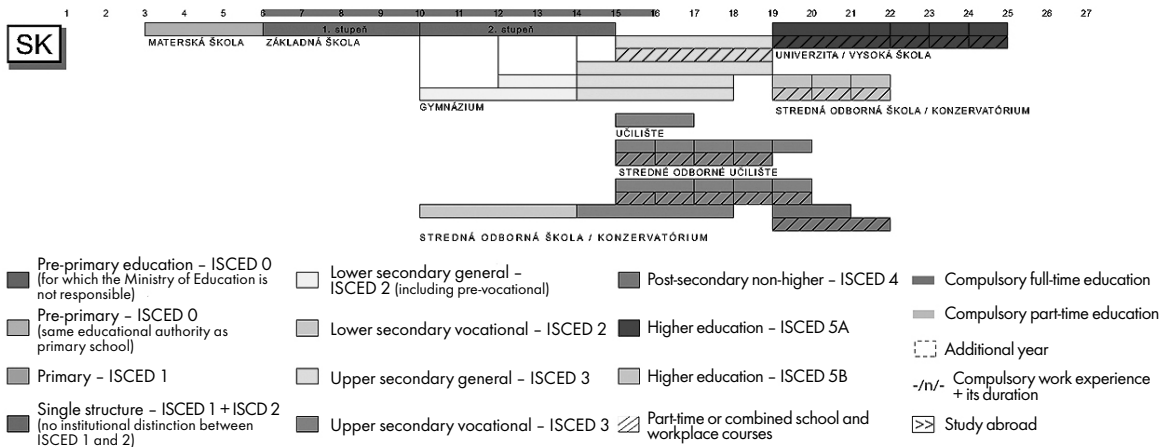 0 1 2 3 4 5 6 7 8 9 10 11 12 13 14 15 16 17 18 19 20 21 22 23 24 25 26 27
SK
1. stupeň
2. stupeň
MATERSKÁ ŠKOLA
ZÁKLADNÁ ŠKOLA
UNIVERZITA / VYSOKÁ ŠKOLA
GYMNÁZIUM
STREDNÁ ODBORNÁ ŠKOLA / KONZERVATÓRIUM
UČILIŠTE
STREDNÉ ODBORNÉ UČILIŠTE
STREDNÁ ODBORNÁ ŠKOLA / KONZERVATÓRIUM
Pre-primary education – ISCED 0
(for which the Ministry of Education is
not responsible)
Pre-primary – ISCED 0
(same educational authority as
primary school)
Primary – ISCED 1
Single structure – ISCED 1 + ISCD 2
(no institutional distinction between
ISCED 1 and 2)
Lower secondary general –
ISCED 2 (including pre-vocational)
Lower secondary vocational – ISCED 2
Upper secondary general – ISCED 3
Upper secondary vocational – ISCED 3
Post-secondary non-higher – ISCED 4
Higher education – ISCED 5A
Higher education – ISCED 5B
Part-time or combined school and
workplace courses
Compulsory full-time education
Compulsory part-time education
Additional year
-/n/- Compulsory work experience
+ its duration
>> Study abroad